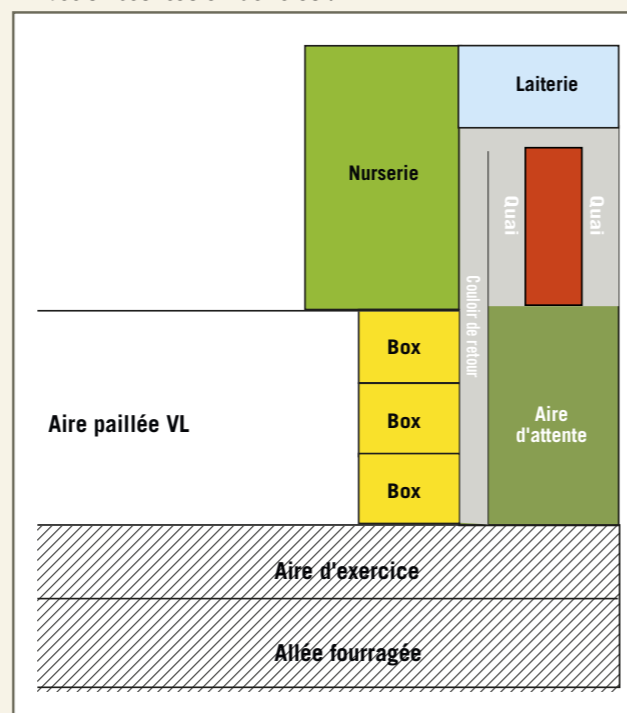 Laiterie
Nurserie
Quai
Quai
Couloir de retour
Box
Box
Box
Aire paillée VL
Aire
d'attente
Aire d'exercice
Allée fourragée